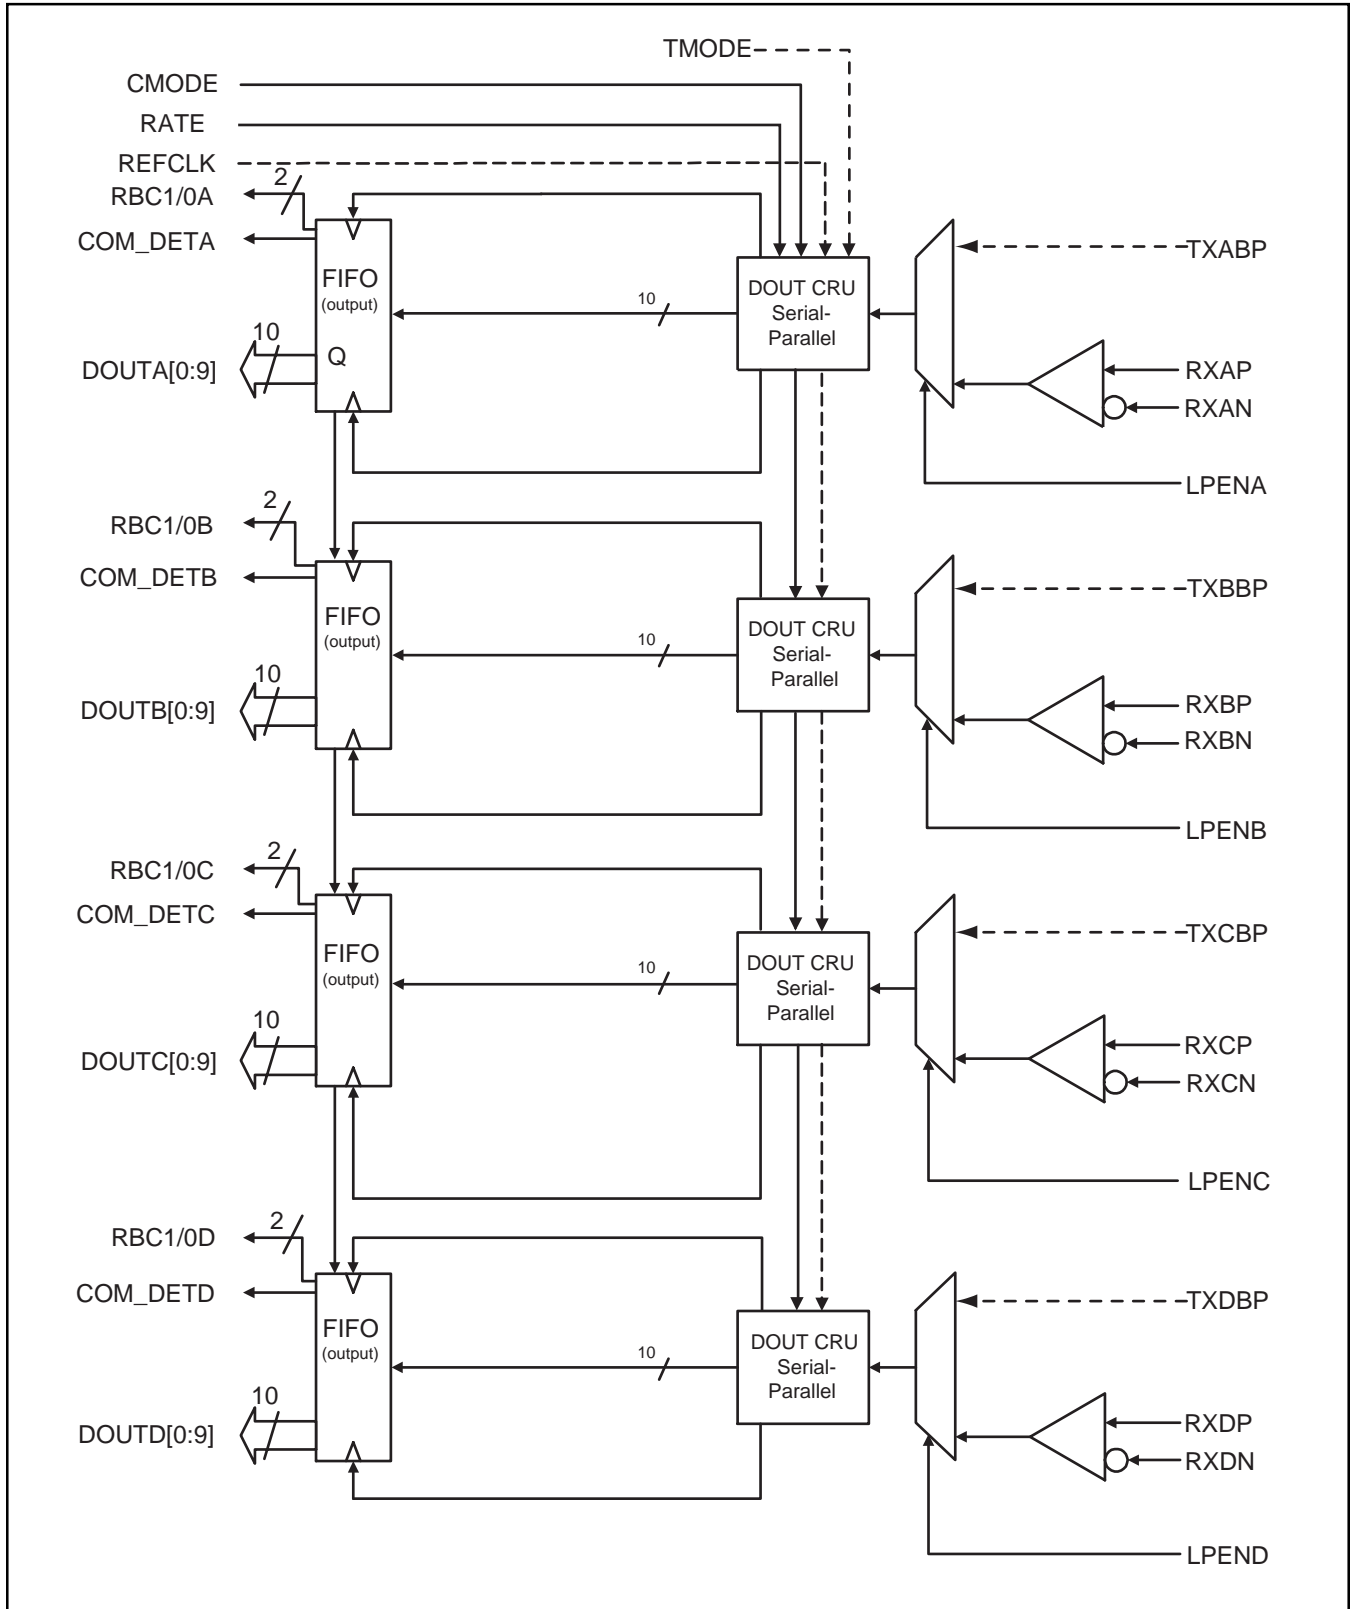 TMODE
CMODE
RATE
REFCLK
2
RBC1/0A
COM_DETA
FIFO
(output)
10
DOUT CRU
Serial-
Parallel
TXABP
10
Q
DOUTA[0:9]
RXAP
RXAN
LPENA
2
RBC1/0B
COM_DETB
FIFO
(output)
10
DOUT CRU
Serial-
Parallel
TXBBP
10
DOUTB[0:9]
RXBP
RXBN
LPENB
2
RBC1/0C
COM_DETC
FIFO
(output)
10
DOUT CRU
Serial-
Parallel
TXCBP
10
DOUTC[0:9]
RXCP
RXCN
LPENC
2
RBC1/0D
COM_DETD
FIFO
(output)
10
DOUT CRU
Serial-
Parallel
TXDBP
10
DOUTD[0:9]
RXDP
RXDN
LPEND